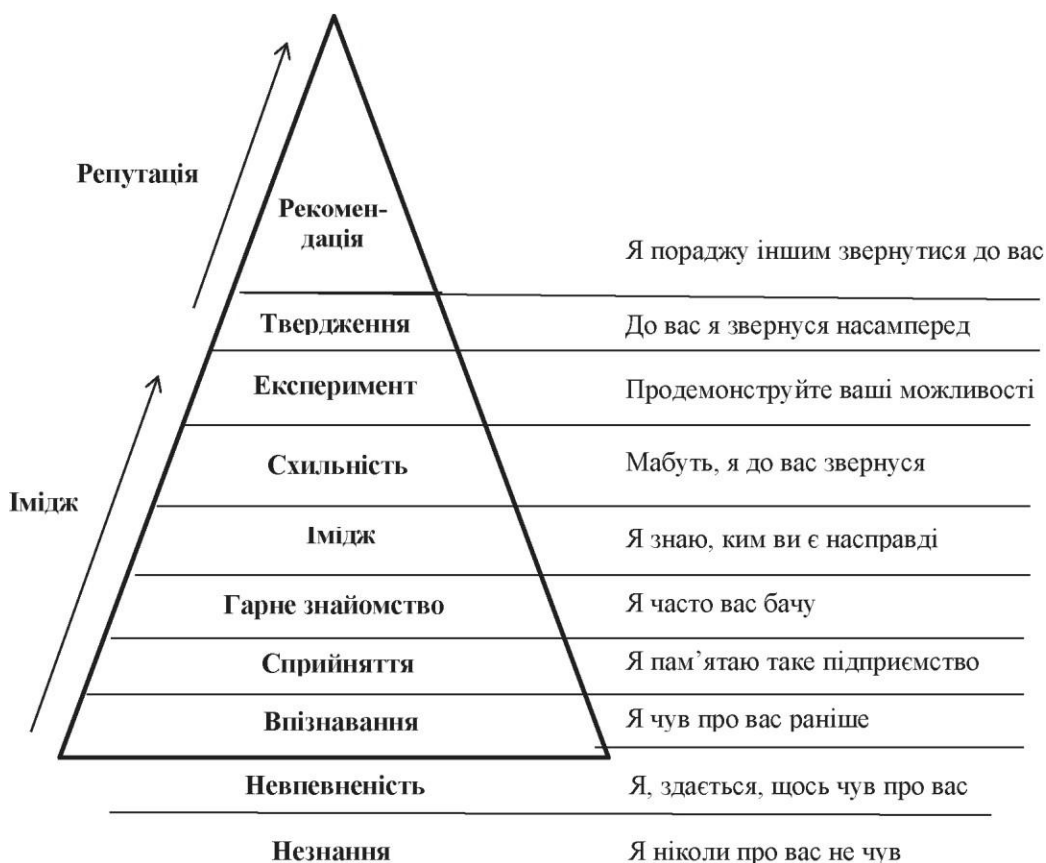 Репутація
Рекомен-
дація
Я пораджу іншим звернутися до вас
Твердження
До вас я звернуся насамперед
Експеримент
Продемонструйте ваші можливості
Схильність
Мабуть, я до вас звернуся
Імідж
Імідж
Я знаю, ким ви є насправді
Гарне знайомство
Я часто вас бачу
Сприйняття
Я пам’ятаю таке підприємство
Впізнавання
Я чув про вас раніше
Невпевненість
Я, здається, щось чув про вас
Незнання
Я ніколи про вас не чув